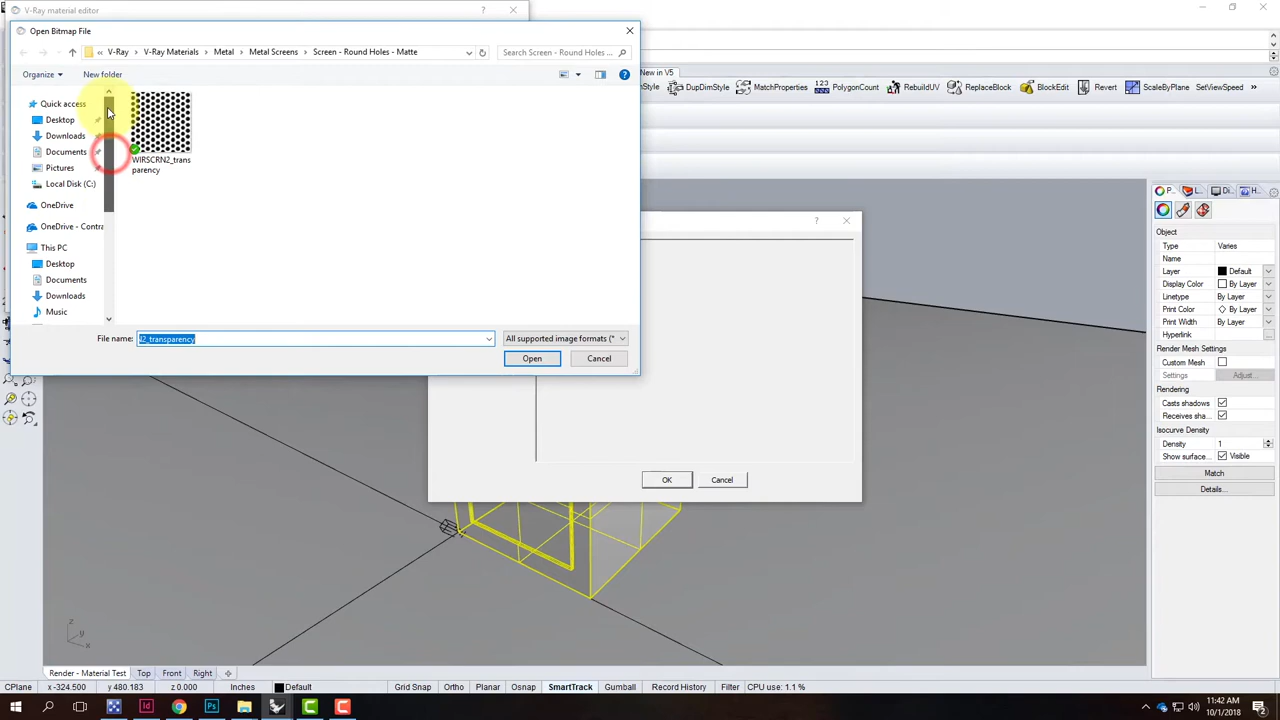 V-Ray material editor
?
Open Bitmap File
« V-Ray > V-Ray Materials > Metal > Metal Screens > Screen - Round Holes - Matte
Search Screen - Round Holes ...
Organize
New folder
?
Quick access
Desktop
Downloads
Documents
Pictures
Local Disk (C:)
OneDrive
OneDrive - Contra
This PC
Desktop
Documents
Downloads
Music
WIRSCRN2_trans
parency
File name:
N2_transparency
All supported image formats (*
Open
Cancel
?
OK
Cancel
New in V5
DupDimStyle
MatchProperties
RebuildUV
ReplaceBlock
BlockEdit
Revert
ScaleByPlane
SetViewSpeed
P...
L...
Di...
H...
Object
Type
Varies
Name
Layer
Default
Display Color
By Layer
Linetype
By Layer
Print Color
By Layer
Print Width
By Layer
Hyperlink
Render Mesh Settings
Custom Mesh
Settings
Adjust...
Rendering
Casts shadows
Receives sha...
Isocurve Density
Density
1
Show surface...
Visible
Match
Details...
z
y
x
Render - Material Test
Top
Front
Right
CPlane
x -324.500
y 480.183
z 0.000
Inches
Default
Grid Snap
Ortho
Planar
Osnap
SmartTrack
Gumball
Record History
Filter
CPU use: 1.1 %
11:42 AM
10/1/2018